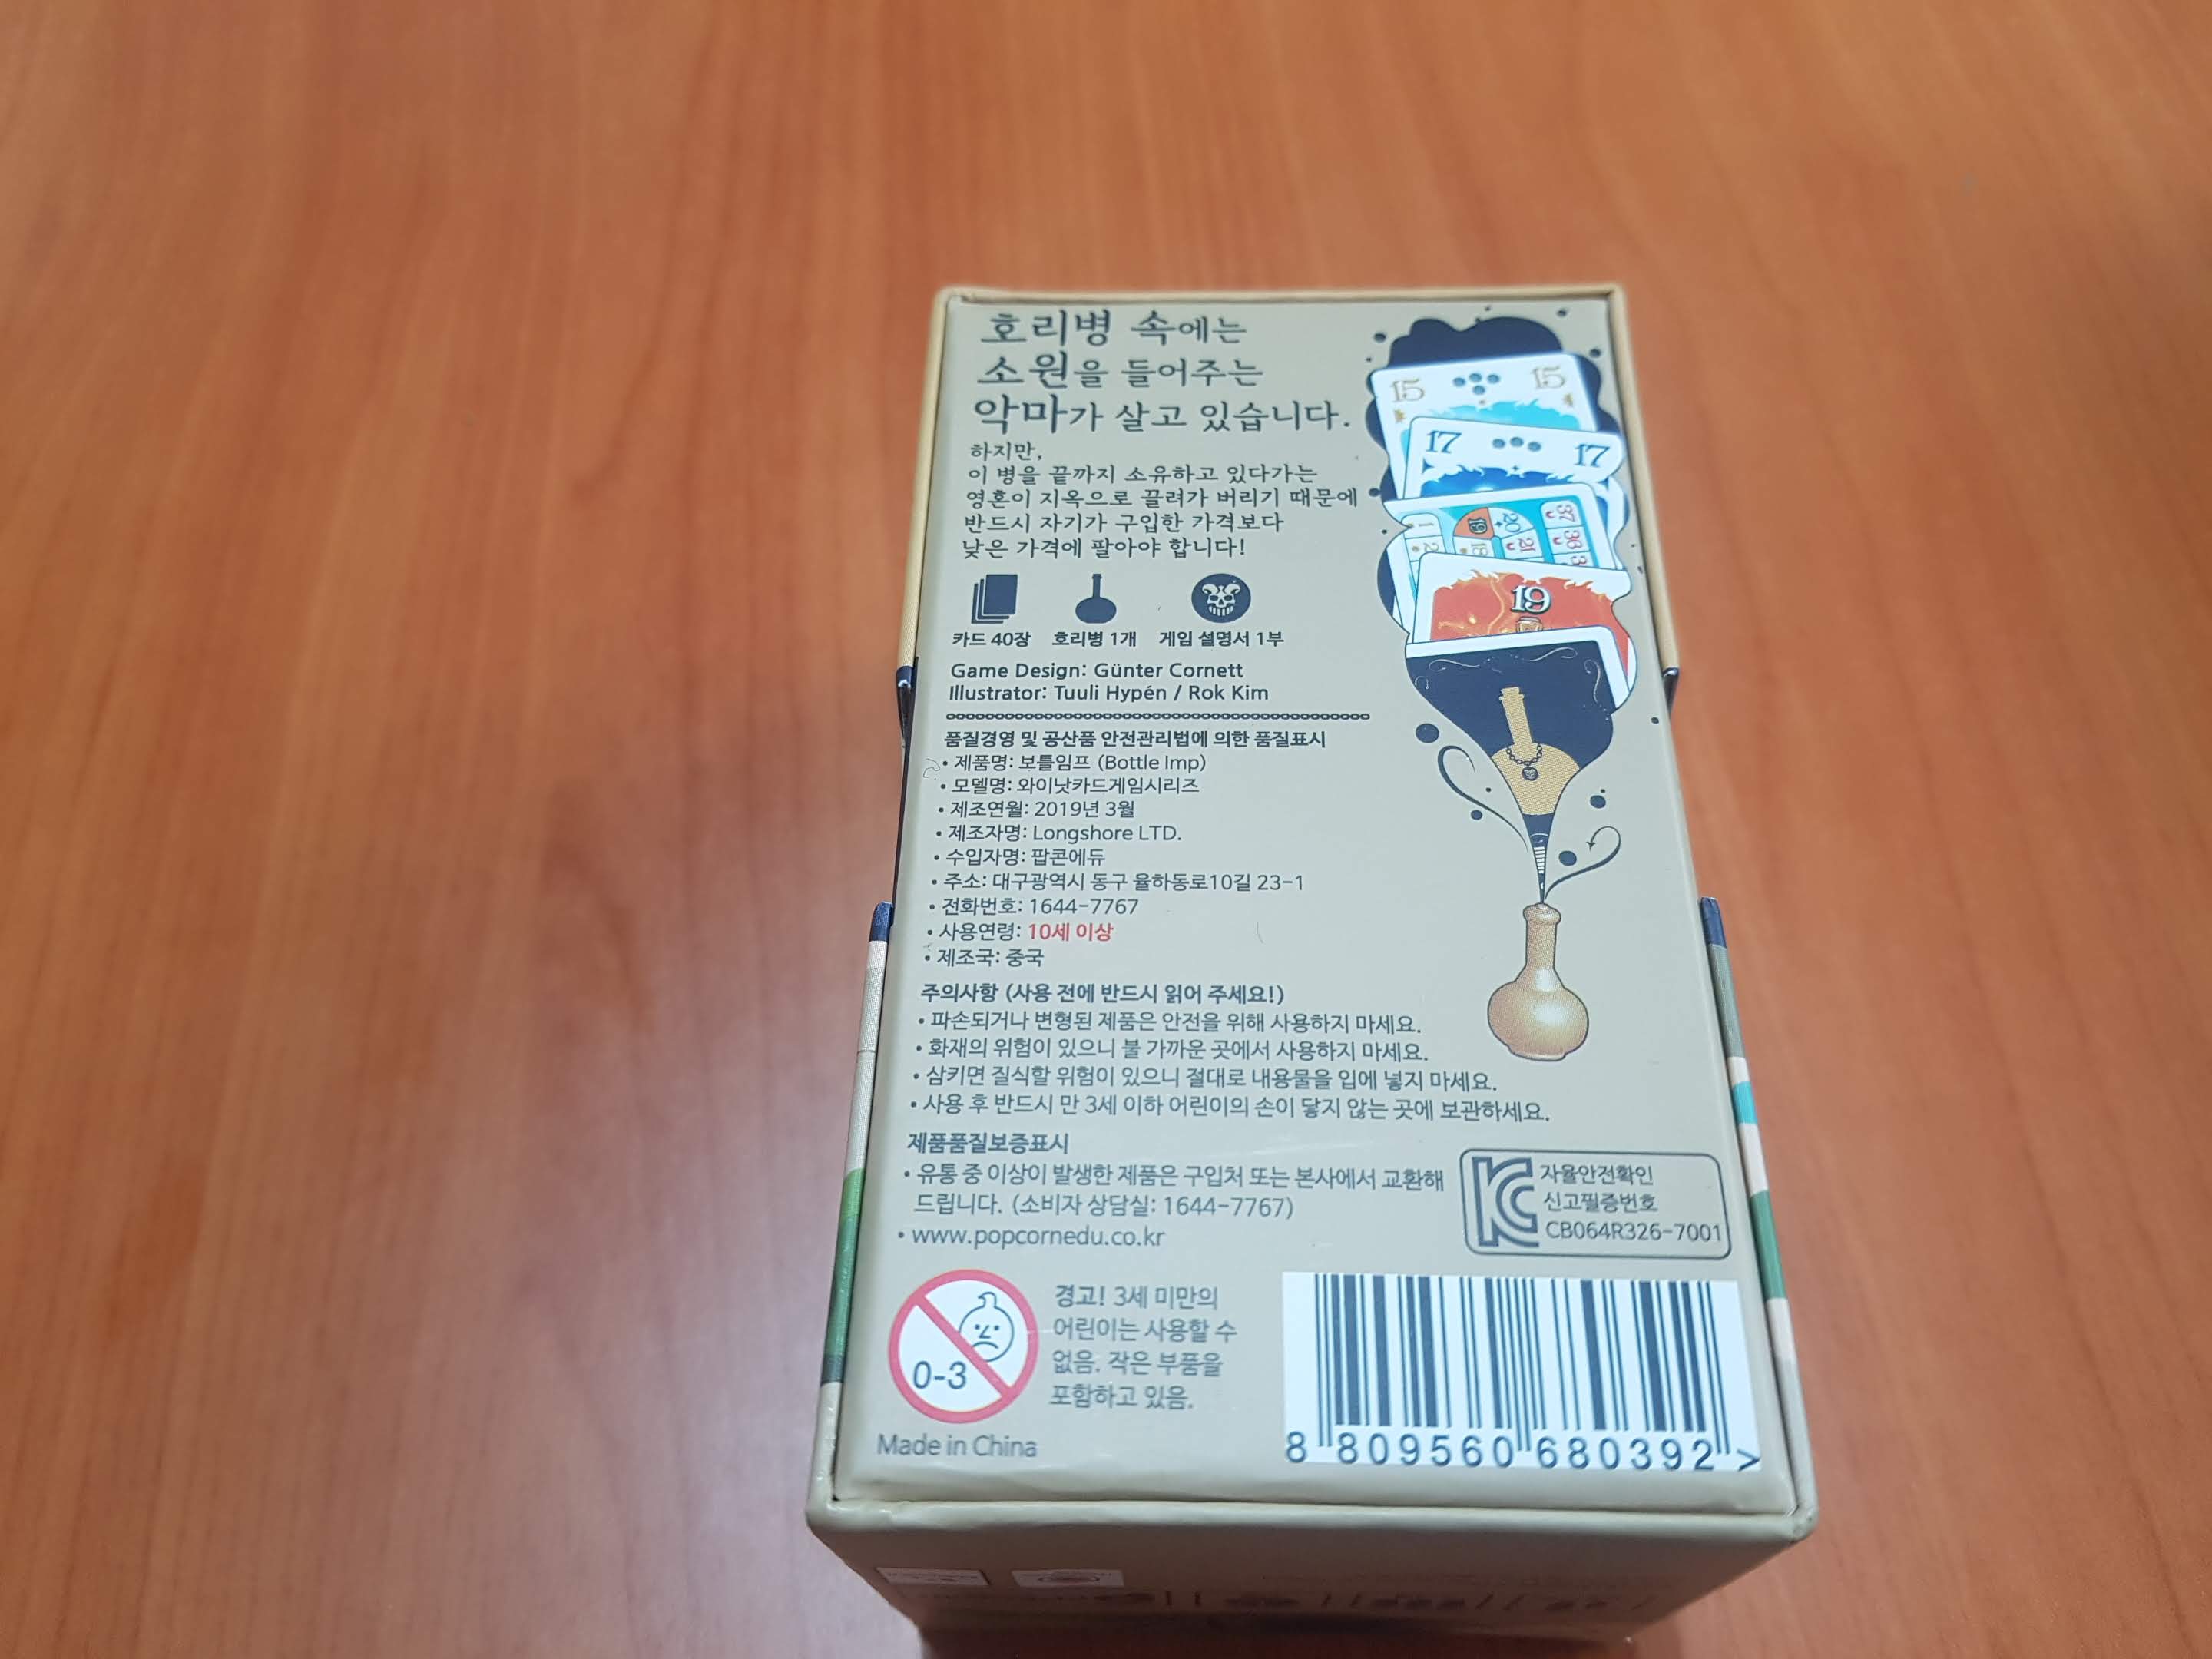 호리병 속에는
소원을 들어주는
악마가 살고 있습니다.
하지만,
이 병을 끝까지 소유하고 있다가는
영혼이 지옥으로 끌려가 버리기 때문에
반드시 자기가 구입한 가격보다
낮은 가격에 팔아야 합니다!
15 15
17 17
37
20 36
19
21
19
카드 40장 호리병 1개 게임 설명서 1부
Game Design: Günter Cornett
Illustrator: Tuuli Hypén / Rok Kim
품질경영 및 공산품 안전관리법에 의한 품질표시
• 제품명: 보틀임프 (Bottle Imp)
• 모델명: 와이낫카드게임시리즈
• 제조연월: 2019년 3월
• 제조자명: Longshore LTD.
• 수입자명: 팝콘에듀
• 주소: 대구광역시 동구 율하동로10길 23-1
• 전화번호: 1644-7767
• 사용연령: 10세 이상
• 제조국: 중국
주의사항 (사용 전에 반드시 읽어 주세요!)
• 파손되거나 변형된 제품은 안전을 위해 사용하지 마세요.
• 화재의 위험이 있으니 불 가까운 곳에서 사용하지 마세요.
• 삼키면 질식할 위험이 있으니 절대로 내용물을 입에 넣지 마세요.
• 사용 후 반드시 만 3세 이하 어린이의 손이 닿지 않는 곳에 보관하세요.
제품품질보증표시
• 유통 중 이상이 발생한 제품은 구입처 또는 본사에서 교환해
드립니다. (소비자 상담실: 1644-7767)
• www.popcornedu.co.kr
KC 자율안전확인
신고필증번호
CB064R326-7001
0-3
경고! 3세 미만의
어린이는 사용할 수
없음. 작은 부품을
포함하고 있음.
Made in China
8 809560 680392 >